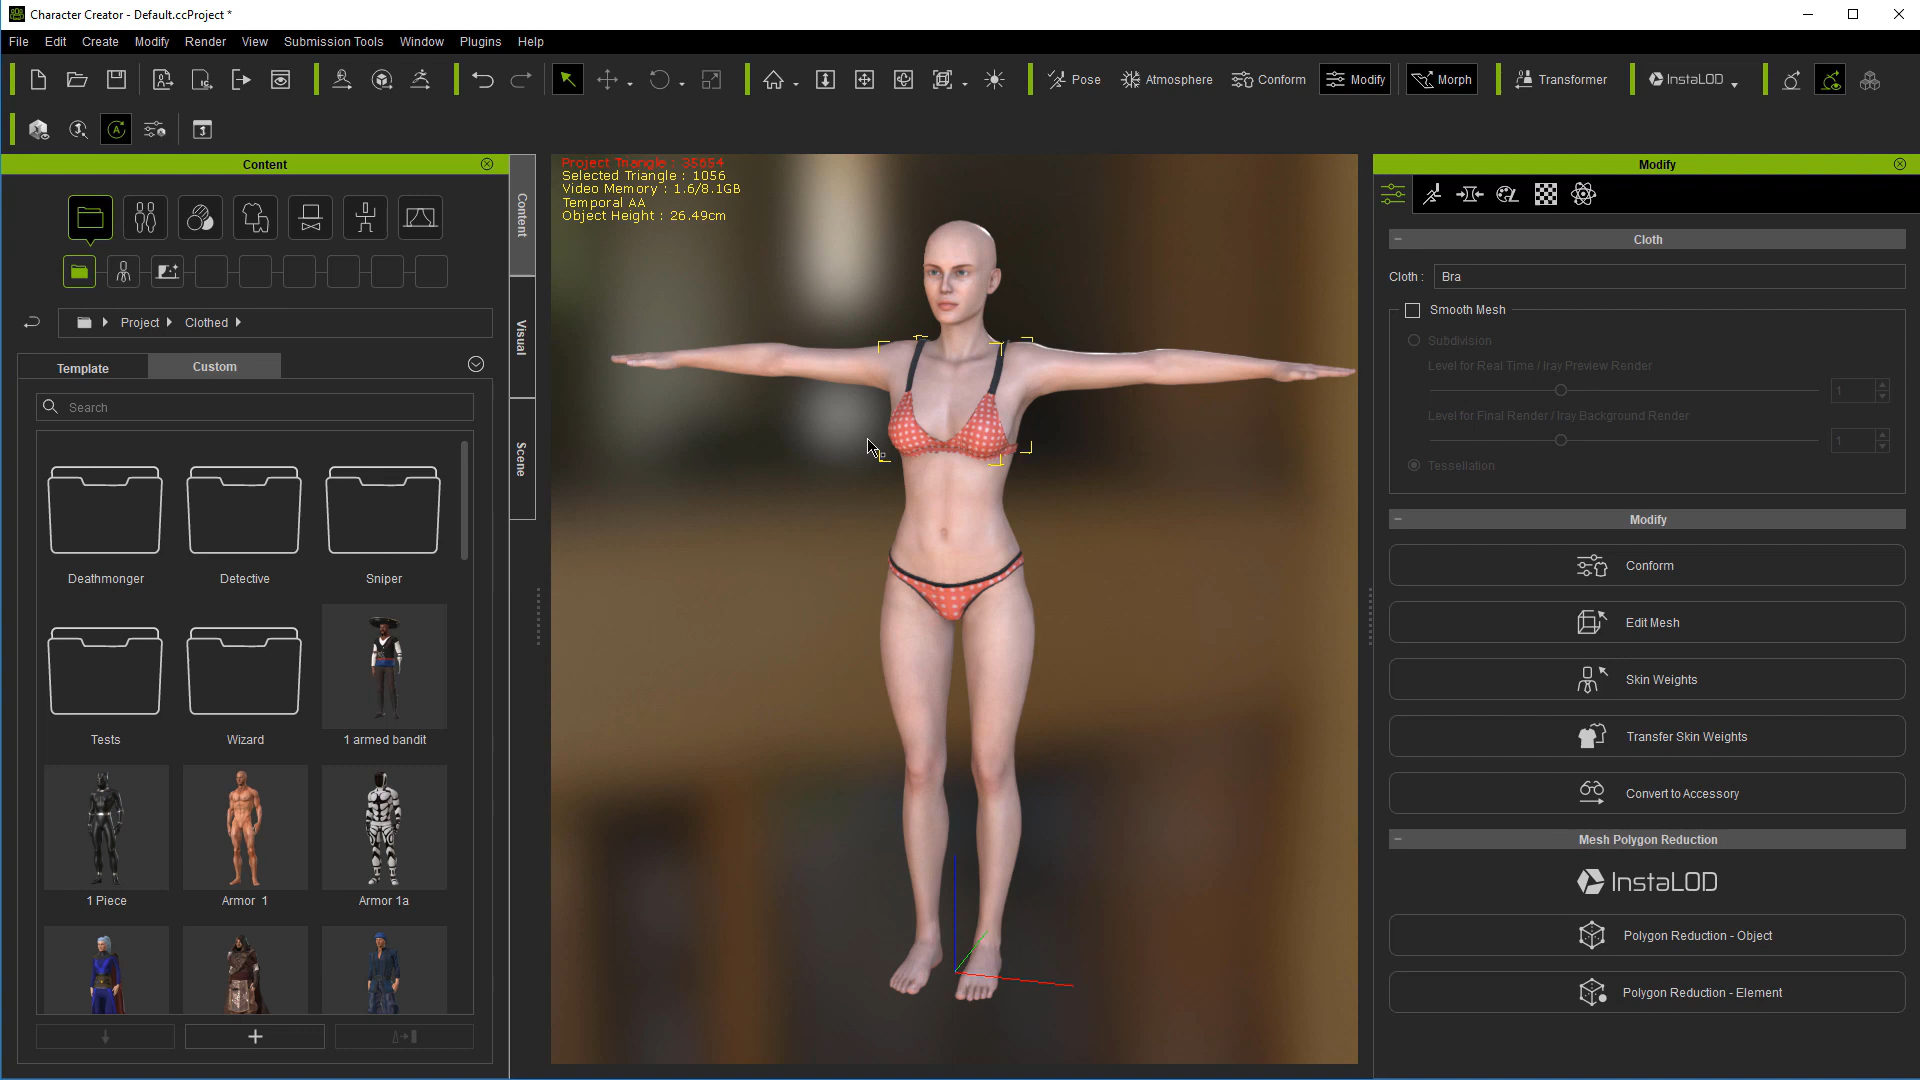 Character Creator - Default.ccProject *
File Edit Create Modify Render View Submission Tools Window Plugins Help
Pose Atmosphere Conform Modify Morph Transformer InstaLOD
Content
Project Clothed
Template Custom
Search
Deathmonger Detective Sniper
Tests Wizard 1 armed bandit
1 Piece Armor 1 Armor 1a
Content
Visual
Scene
Project Triangle : 35654
Selected Triangle : 1056
Video Memory : 1.6/8.1GB
Temporal AA
Object Height : 26.49cm
Modify
Cloth
Cloth : Bra
Smooth Mesh
Subdivision
Level for Real Time / Iray Preview Render
1
Level for Final Render / Iray Background Render
1
Tessellation
Modify
Conform
Edit Mesh
Skin Weights
Transfer Skin Weights
Convert to Accessory
Mesh Polygon Reduction
InstaLOD
Polygon Reduction - Object
Polygon Reduction - Element